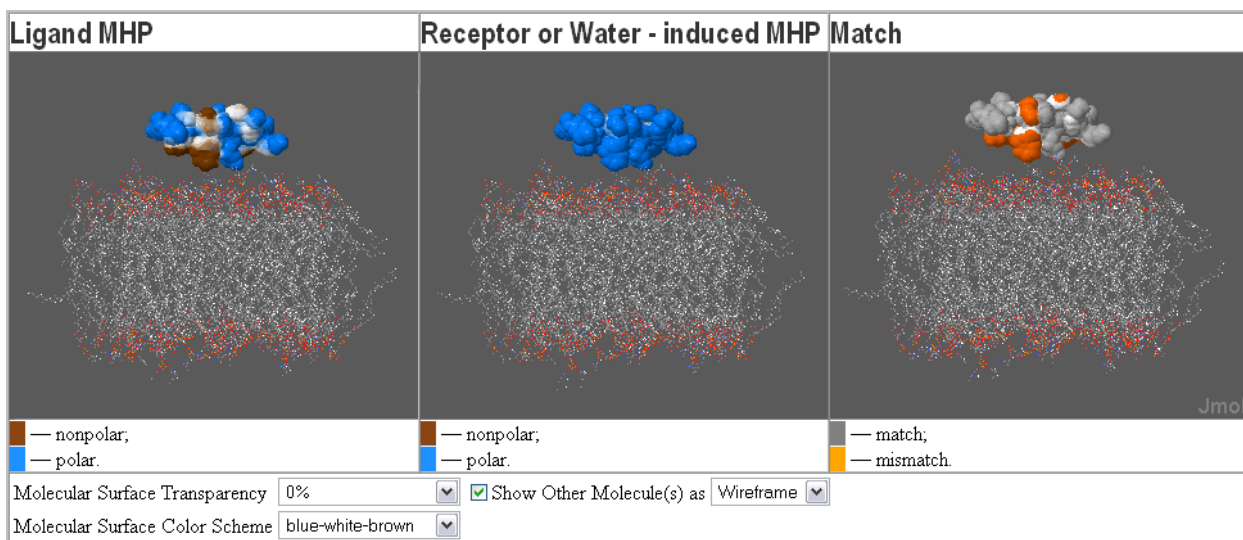 Ligand MHP
Receptor or Water - induced MHP
Match
Jmol
— nonpolar;
— polar.
— nonpolar;
— polar.
— match;
— mismatch.
Molecular Surface Transparency 0% Show Other Molecule(s) as Wireframe
Molecular Surface Color Scheme blue-white-brown